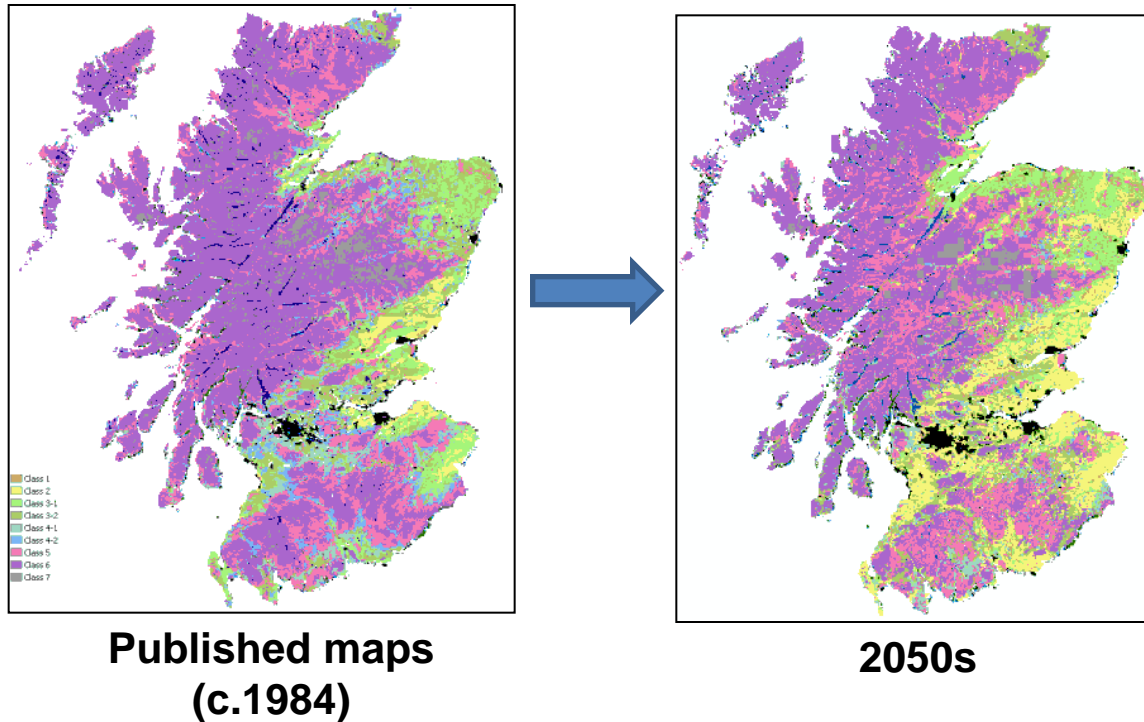 Class 1
Class 2
Class 3-1
Class 3-2
Class 4-1
Class 4-2
Class 5
Class 6
Class 7
Published maps
(c.1984)
2050s